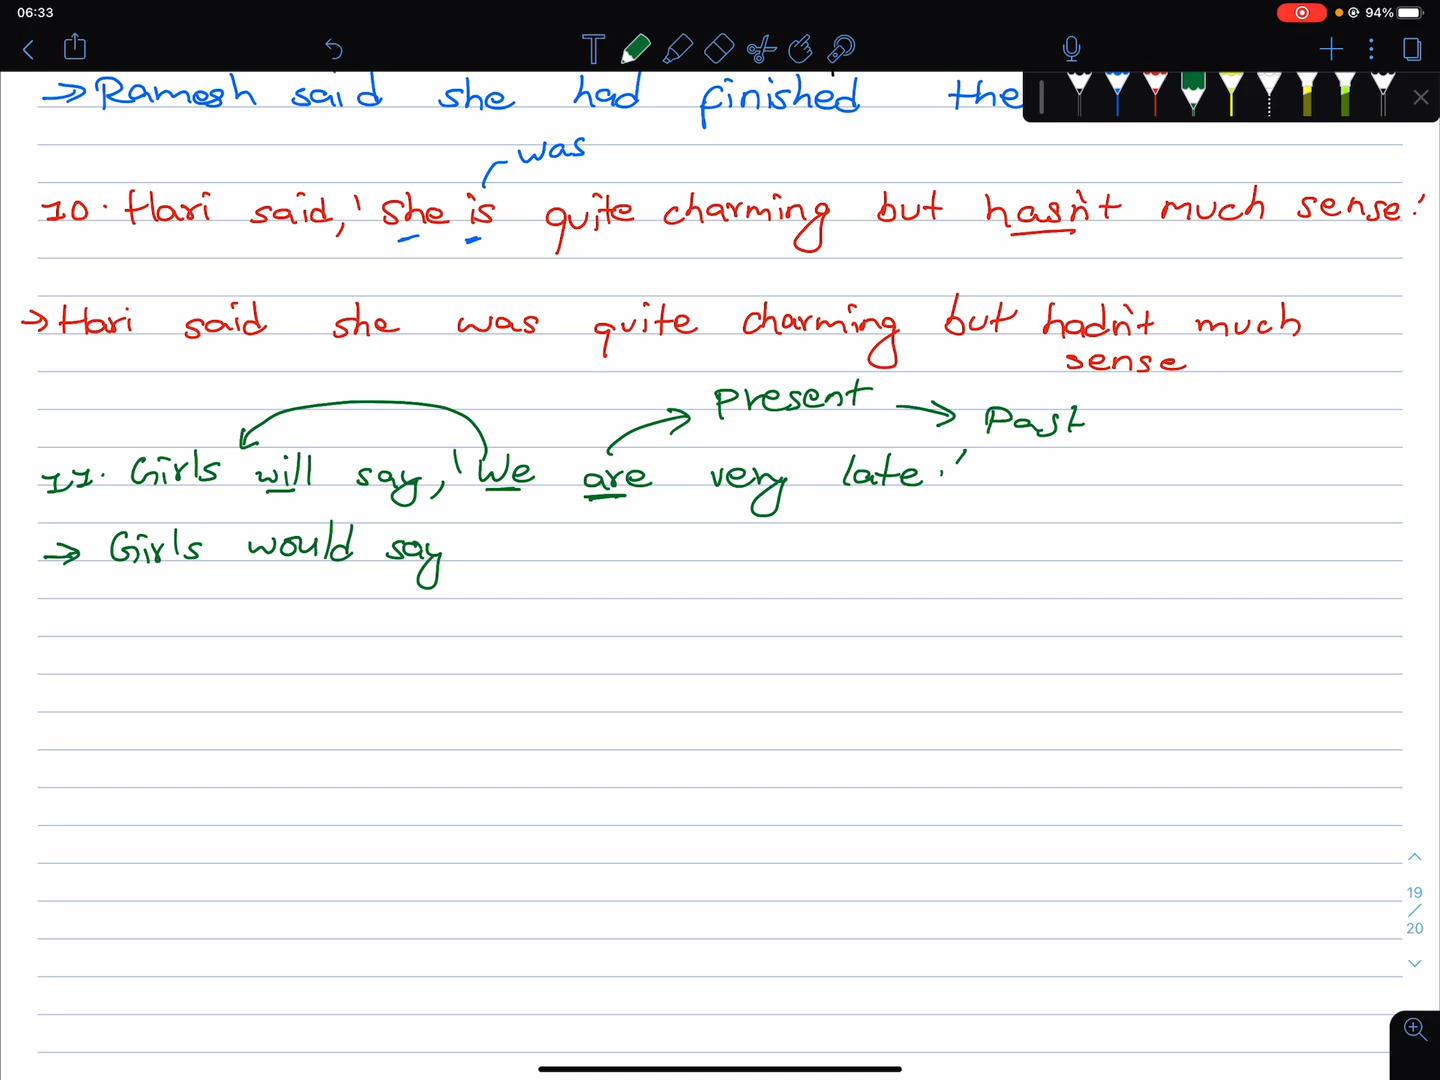 06:33
94%
→ Ramesh said she had finished the
was
10. Hari said, 'she is quite charming but hasn't much sense.'
→ Hari said she was quite charming but hadn't much
sense
Present → Past
11. Girls will say, 'We are very late.'
→ Girls would say
19
/
20